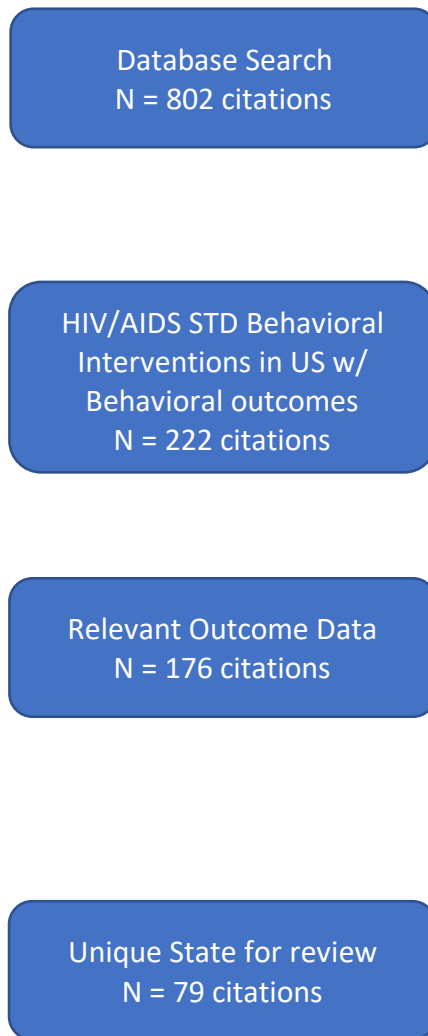 Database Search
N = 802 citations
HIV/AIDS STD Behavioral
Interventions in US w/
Behavioral outcomes
N = 222 citations
Relevant Outcome Data
N = 176 citations
Unique State for review
N = 79 citations